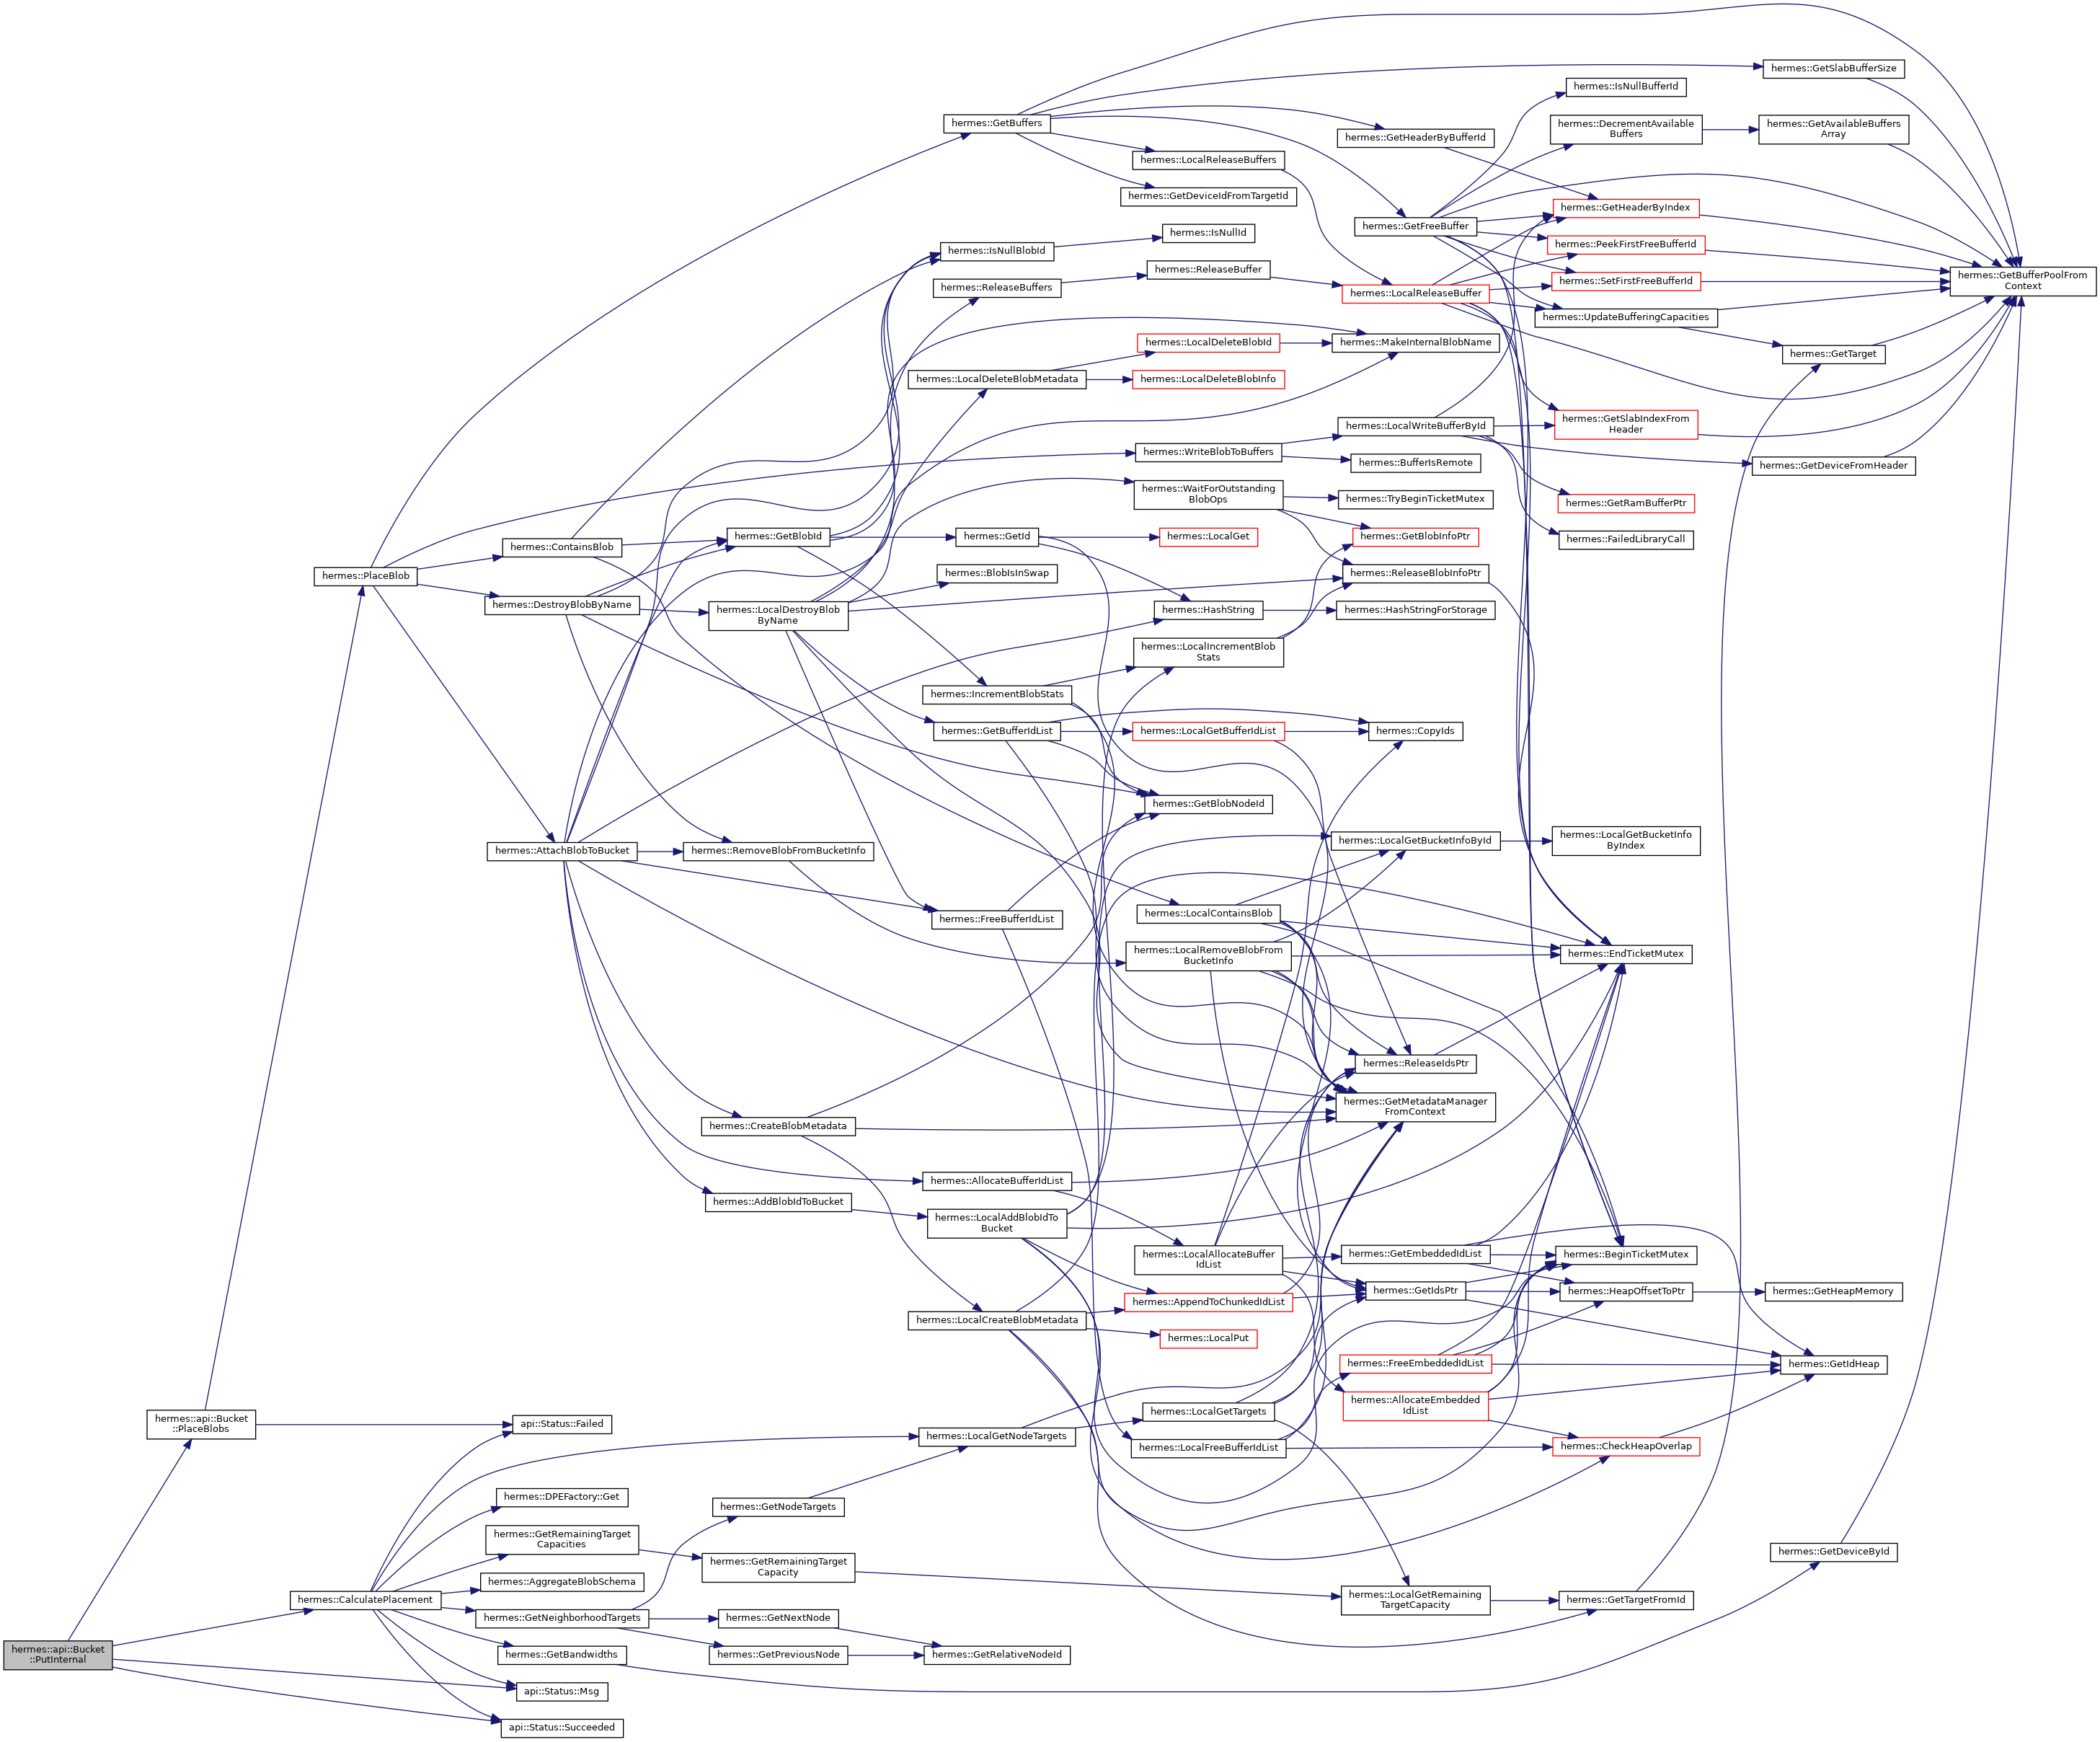 hermes::api::Bucket
::PutInternal
hermes::api::Bucket
::PlaceBlobs
hermes::CalculatePlacement
hermes::PlaceBlob
api::Status::Failed
hermes::DPEFactory::Get
hermes::GetRemainingTarget
Capacities
hermes::AggregateBlobSchema
hermes::GetNeighborhoodTargets
hermes::GetBandwidths
api::Status::Msg
api::Status::Succeeded
hermes::ContainsBlob
hermes::DestroyBlobByName
hermes::AttachBlobToBucket
hermes::GetBlobId
hermes::LocalDestroyBlob
ByName
hermes::RemoveBlobFromBucketInfo
hermes::CreateBlobMetadata
hermes::AddBlobIdToBucket
hermes::GetNodeTargets
hermes::GetRemainingTarget
Capacity
hermes::GetNextNode
hermes::GetPreviousNode
hermes::GetBuffers
hermes::IsNullBlobId
hermes::ReleaseBuffers
hermes::LocalDeleteBlobMetadata
hermes::GetId
hermes::BlobIsInSwap
hermes::IncrementBlobStats
hermes::GetBufferIdList
hermes::FreeBufferIdList
hermes::AllocateBufferIdList
hermes::LocalAddBlobIdTo
Bucket
hermes::LocalCreateBlobMetadata
hermes::LocalGetNodeTargets
hermes::GetRelativeNodeId
hermes::LocalReleaseBuffers
hermes::GetDeviceIdFromTargetId
hermes::IsNullId
hermes::ReleaseBuffer
hermes::LocalDeleteBlobId
hermes::LocalDeleteBlobInfo
hermes::WriteBlobToBuffers
hermes::WaitForOutstanding
BlobOps
hermes::LocalGet
hermes::HashString
hermes::LocalIncrementBlob
Stats
hermes::LocalGetBufferIdList
hermes::GetBlobNodeId
hermes::LocalContainsBlob
hermes::LocalRemoveBlobFrom
BucketInfo
hermes::LocalAllocateBuffer
IdList
hermes::AppendToChunkedIdList
hermes::LocalPut
hermes::LocalGetTargets
hermes::LocalFreeBufferIdList
hermes::GetHeaderByBufferId
hermes::GetFreeBuffer
hermes::LocalReleaseBuffer
hermes::MakeInternalBlobName
hermes::LocalWriteBufferById
hermes::BufferIsRemote
hermes::TryBeginTicketMutex
hermes::GetBlobInfoPtr
hermes::ReleaseBlobInfoPtr
hermes::HashStringForStorage
hermes::CopyIds
hermes::LocalGetBucketInfoById
hermes::ReleaseIdsPtr
hermes::GetMetadataManager
FromContext
hermes::GetEmbeddedIdList
hermes::GetIdsPtr
hermes::FreeEmbeddedIdList
hermes::AllocateEmbedded
IdList
hermes::LocalGetRemaining
TargetCapacity
hermes::IsNullBufferId
hermes::DecrementAvailable
Buffers
hermes::GetHeaderByIndex
hermes::PeekFirstFreeBufferId
hermes::SetFirstFreeBufferId
hermes::UpdateBufferingCapacities
hermes::GetSlabIndexFrom
Header
hermes::GetRamBufferPtr
hermes::FailedLibraryCall
hermes::LocalGetBucketInfo
ByIndex
hermes::EndTicketMutex
hermes::BeginTicketMutex
hermes::HeapOffsetToPtr
hermes::CheckHeapOverlap
hermes::GetTargetFromId
hermes::GetSlabBufferSize
hermes::GetAvailableBuffers
Array
hermes::GetTarget
hermes::GetDeviceFromHeader
hermes::GetHeapMemory
hermes::GetIdHeap
hermes::GetDeviceById
hermes::GetBufferPoolFrom
Context